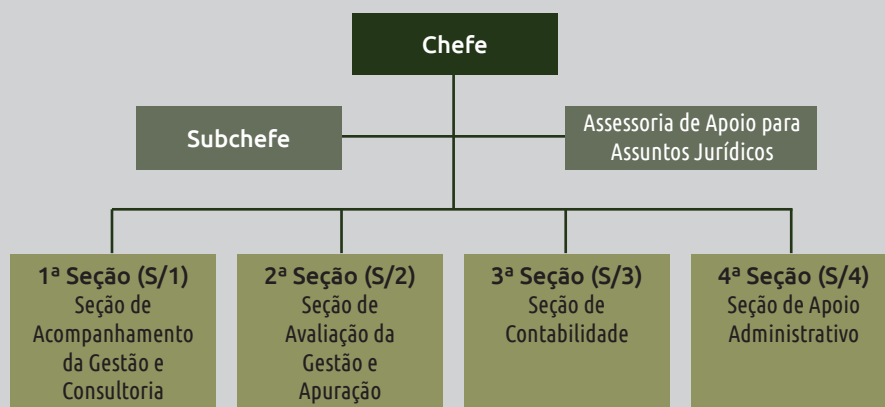 Chefe
Subchefe
Assessoria de Apoio para
Assuntos Jurídicos
1ª Seção (S/1)
Seção de
Acompanhamento
da Gestão e
Consultoria
2ª Seção (S/2)
Seção de
Avaliação da
Gestão e
Apuração
3ª Seção (S/3)
Seção de
Contabilidade
4ª Seção (S/4)
Seção de Apoio
Administrativo